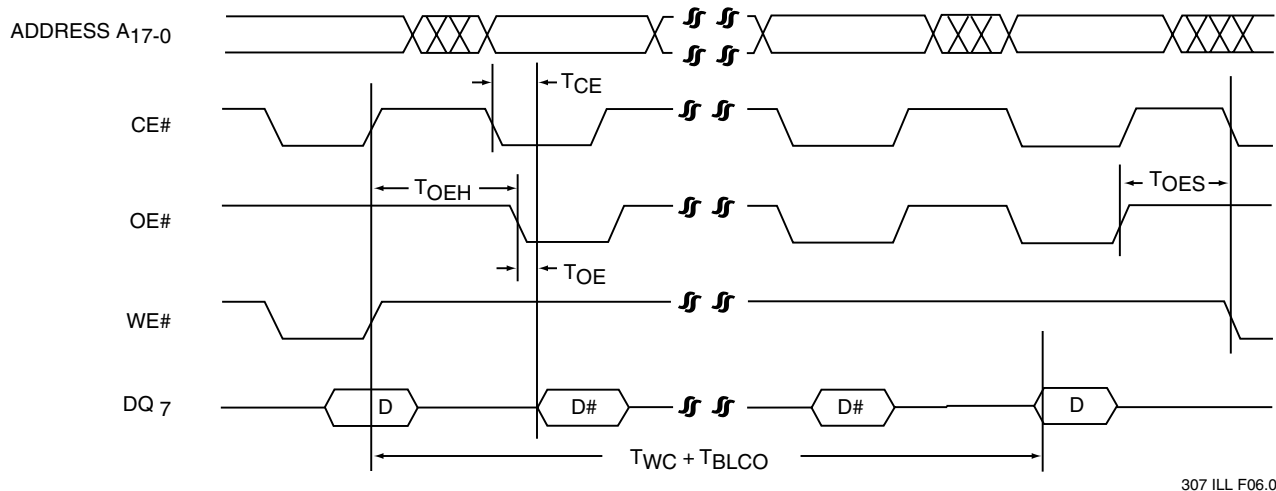 ADDRESS A17-0
TCE
CE#
TOEH
TOES
OE#
TOE
WE#
DQ 7
D
D#
D#
D
TWC + TBLCO
307 ILL F06.0